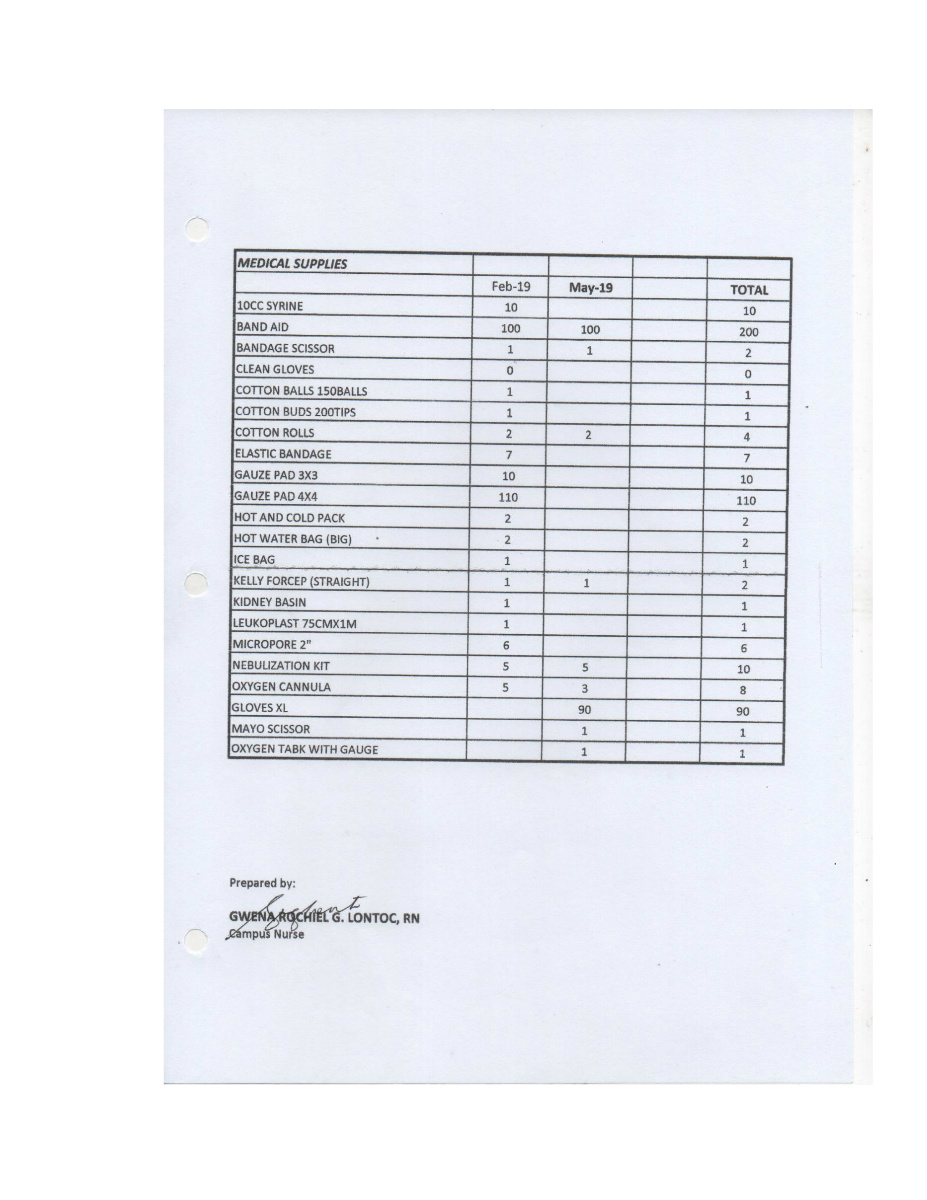 MEDICAL SUPPLIES
Feb-19 May-19 TOTAL
10CC SYRINE 10 10
BAND AID 100 100 200
BANDAGE SCISSOR 1 1 2
CLEAN GLOVES 0 0
COTTON BALLS 150BALLS 1 1
COTTON BUDS 200TIPS 1 1
COTTON ROLLS 2 2 4
ELASTIC BANDAGE 7 7
GAUZE PAD 3X3 10 10
GAUZE PAD 4X4 110 110
HOT AND COLD PACK 2 2
HOT WATER BAG (BIG) 2 2
ICE BAG 1 1
KELLY FORCEP (STRAIGHT) 1 1 2
KIDNEY BASIN 1 1
LEUKOPLAST 75CMX1M 1 1
MICROPORE 2" 6 6
NEBULIZATION KIT 5 5 10
OXYGEN CANNULA 5 3 8
GLOVES XL 90 90
MAYO SCISSOR 1 1
OXYGEN TABK WITH GAUGE 1 1
Prepared by:
GWENA ROCHIEL G. LONTOC, RN
Campus Nurse